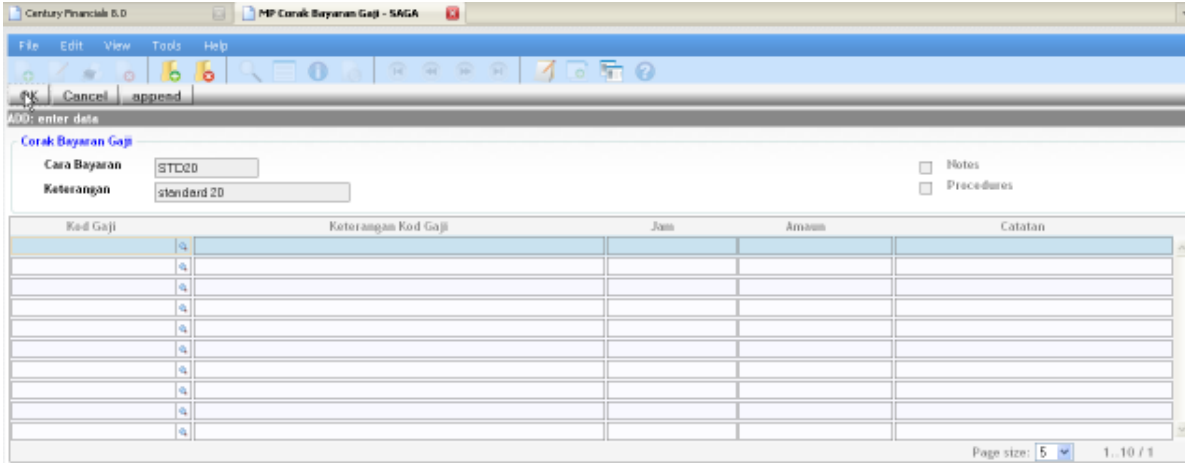 Century Financials 8.0
MP Corak Bayaran Gaji - SAGA
File Edit View Tools Help
OK Cancel append
ADD: enter data
Corak Bayaran Gaji
Cara Bayaran STD20
Notes
Keterangan standard 20
Procedures
Kod Gaji Keterangan Kod Gaji Jam Amaun Catatan
Page size: 5 1..10 / 1